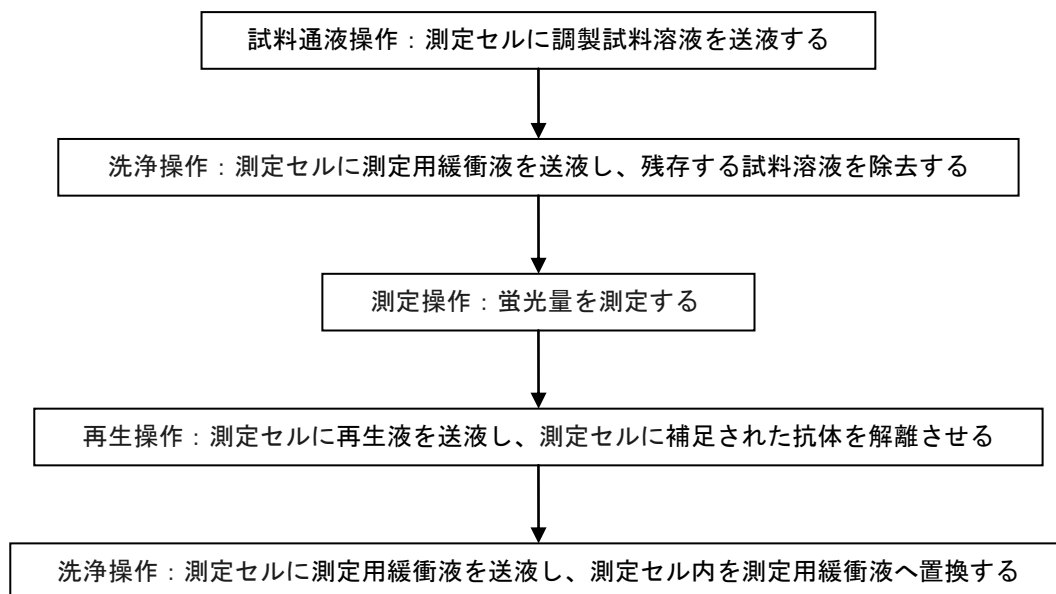 試料通液操作：測定セルに調製試料溶液を送液する
洗浄操作：測定セルに測定用緩衝液を送液し、残存する試料溶液を除去する
測定操作：蛍光量を測定する
再生操作：測定セルに再生液を送液し、測定セルに補足された抗体を解離させる
洗浄操作：測定セルに測定用緩衝液を送液し、測定セル内を測定用緩衝液へ置換する